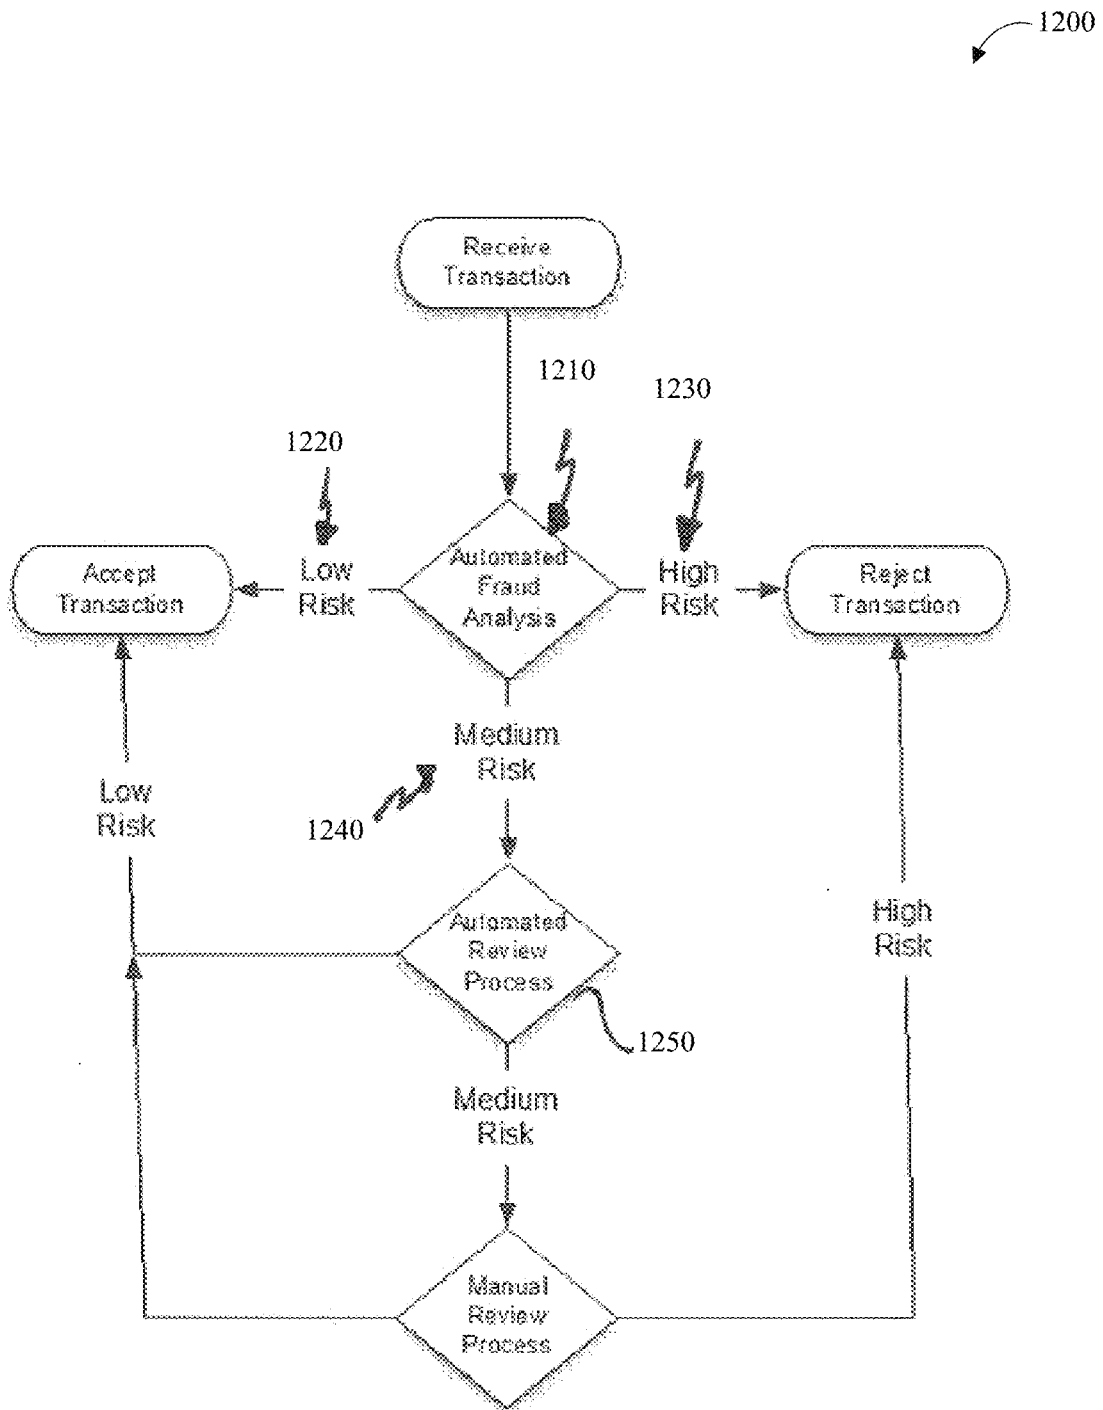 1200
Receive
Transaction
1210
1230
1220
Accept
Transaction
Low
Risk
Automated
Fraud
Analysis
High
Risk
Reject
Transaction
Medium
Risk
Low
Risk
1240
Automated
Review
Process
High
Risk
1250
Medium
Risk
Manual
Review
Process